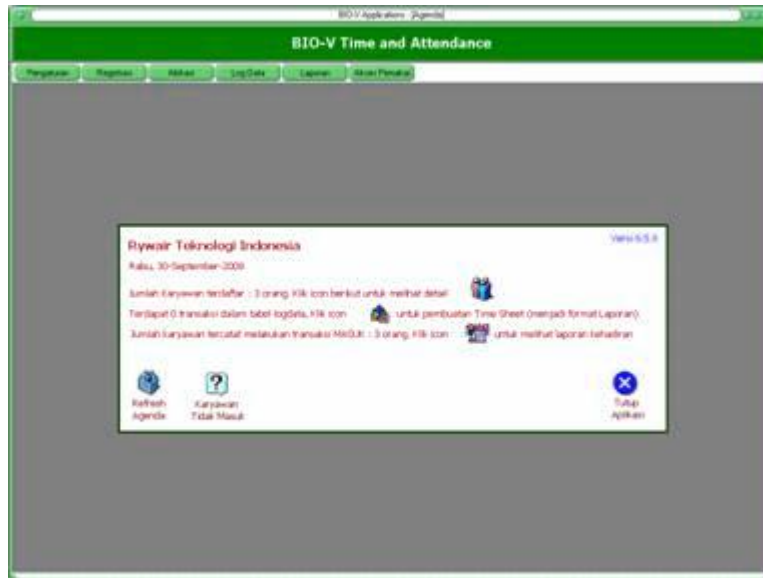 BIO-V Applications - [Agenda]
BIO-V Time and Attendance
Pengaturan Registrasi Absensi Log Data Laporan Akses Pemakai
Rywair Teknologi Indonesia
Versi 6.5.
Rabu, 30-September-2009
Jumlah Karyawan terdaftar : 3 orang, Klik icon berikut untuk melihat detail
Terdapat 0 transaksi dalam tabel logdata, Klik icon untuk pembuatan Time Sheet (menjadi format Laporan)
Jumlah karyawan tercatat melakukan transaksi MASUK : 3 orang, Klik icon untuk melihat laporan kehadiran
Refresh Agenda
Karyawan Tidak Masuk
Tutup Aplikasi